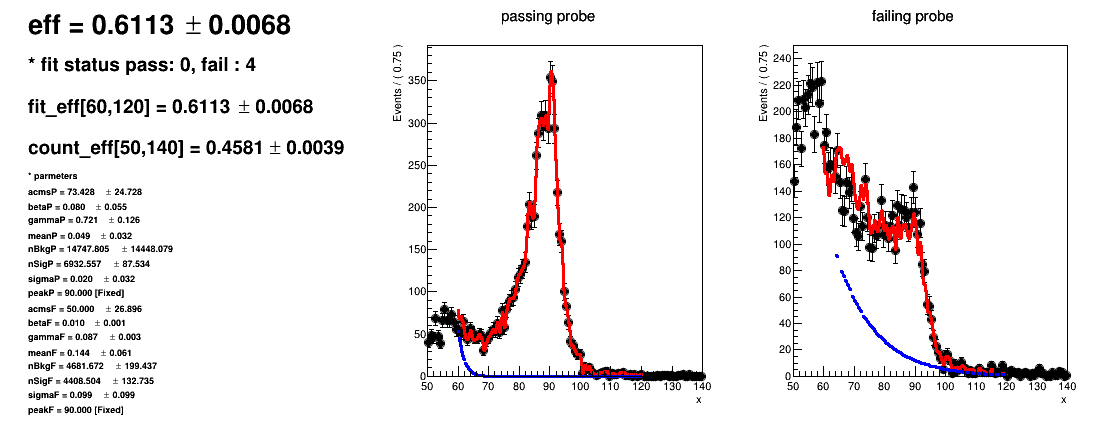 eff = 0.6113 ± 0.0068
* fit status pass: 0, fail : 4
fit_eff[60,120] = 0.6113 ± 0.0068
count_eff[50,140] = 0.4581 ± 0.0039
* parmeters
acmsP = 73.428 ± 24.728
betaP = 0.080 ± 0.055
gammaP = 0.721 ± 0.126
meanP = 0.049 ± 0.032
nBkgP = 14747.805 ± 14448.079
nSigP = 6932.557 ± 87.534
sigmaP = 0.020 ± 0.032
peakP = 90.000 [Fixed]
acmsF = 50.000 ± 26.896
betaF = 0.010 ± 0.001
gammaF = 0.087 ± 0.003
meanF = 0.144 ± 0.061
nBkgF = 4681.672 ± 199.437
nSigF = 4408.504 ± 132.735
sigmaF = 0.099 ± 0.099
peakF = 90.000 [Fixed]
passing probe
Events / ( 0.75 )
350
300
250
200
150
100
50
0
50 60 70 80 90 100 110 120 130 140
x
failing probe
Events / ( 0.75 )
240
220
200
180
160
140
120
100
80
60
40
20
0
50 60 70 80 90 100 110 120 130 140
x